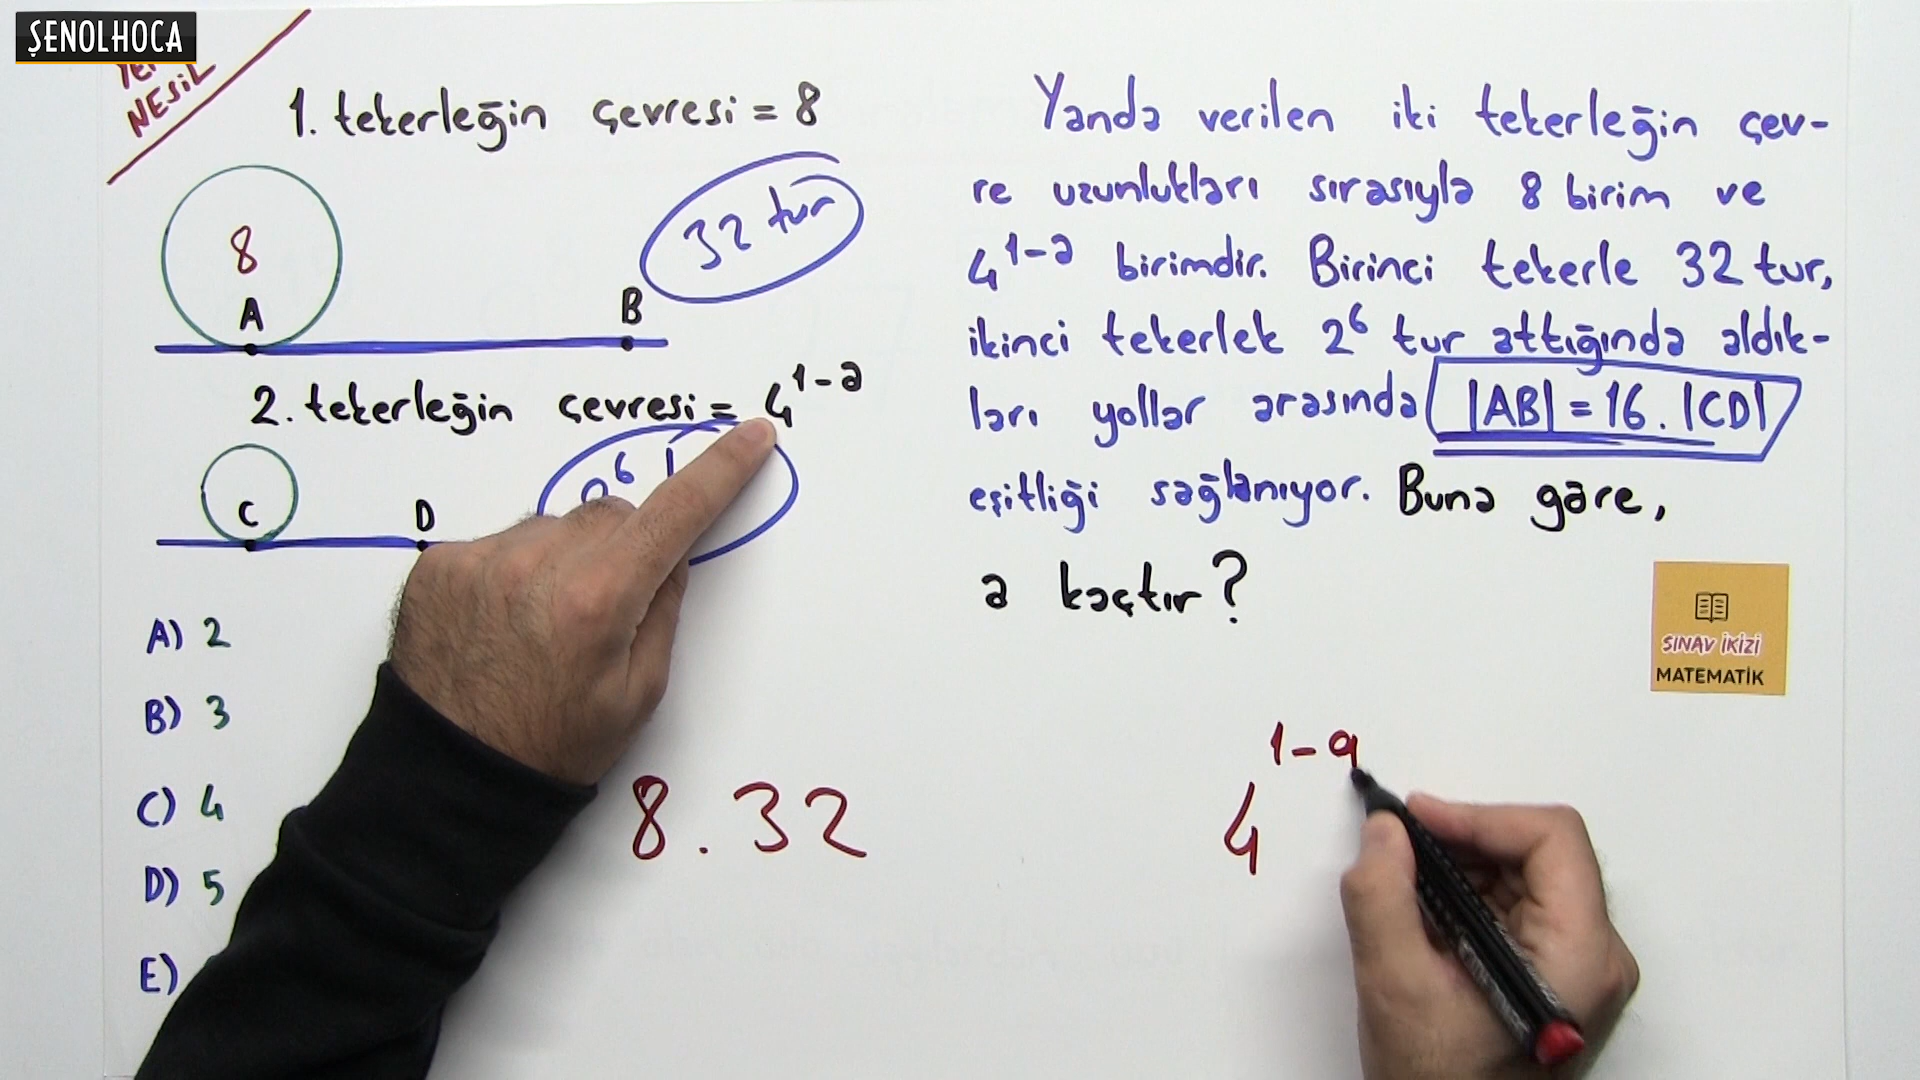 ŞENOLHOCA
NESİL
1. tekerleğin çevresi = 8
8
A
B
32 tur
2. tekerleğin çevresi = 4^1-a
C
D
2^6
A) 2
B) 3
C) 4
D) 5
E)
Yanda verilen iki tekerleğin çev-
re uzunlukları sırasıyla 8 birim ve
4^1-a birimdir. Birinci tekerle 32 tur,
ikinci tekerlek 2^6 tur attığında aldık-
ları yollar arasında |AB| = 16 . |CD|
eşitliği sağlanıyor. Buna göre,
a kaçtır ?
SINAV İKİZİ
MATEMATİK
8 . 32
4^1-a